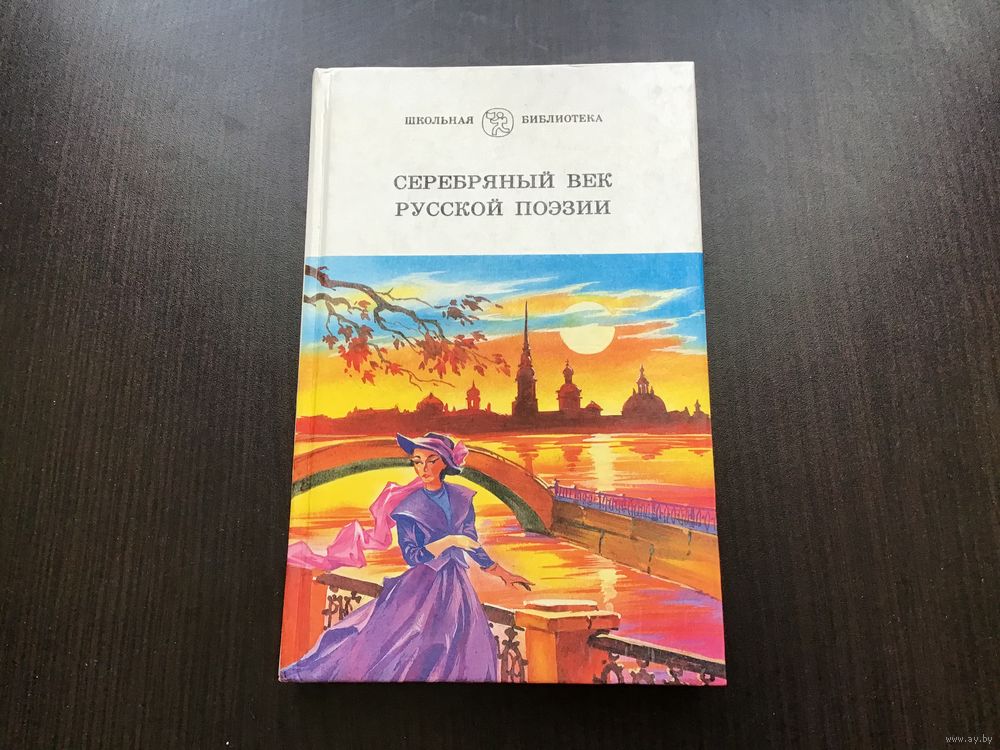 ШКОЛЬНАЯ БИБЛИОТЕКА
СЕРЕБРЯНЫЙ ВЕК
РУССКОЙ ПОЭЗИИ
www.ay.by